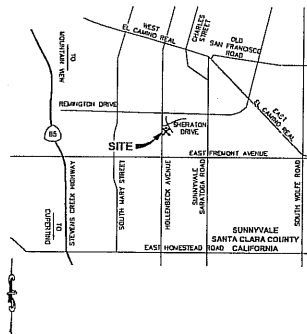 WEST
EL CAMINO REAL
CHARLES
STREET
OLD
SAN FRANCISCO
ROAD
TO
MOUNTAIN VIEW
REMINGTON DRIVE
EAST
EL CAMINO REAL
SHERATON
DRIVE
85
SITE
EAST FREMONT AVENUE
STEVENS CREEK HIGHWAY
SOUTH MARY STREET
HOLLENBECK AVENUE
SUNNYVALE
SARATOGA ROAD
SOUTH WOLFE ROAD
TO
CUPERTINO
SUNNYVALE
SANTA CLARA COUNTY
CALIFORNIA
EAST HOMESTEAD ROAD